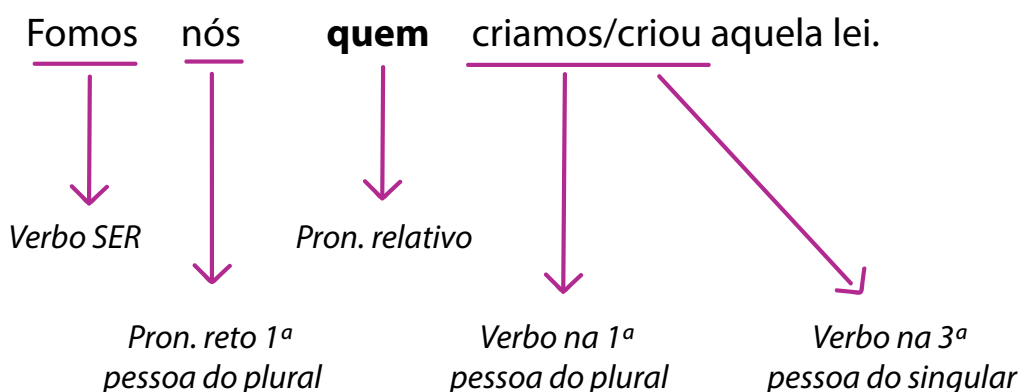 Fomos nós quem criamos/criou aquela lei.
Verbo SER
Pron. relativo
Pron. reto 1ª
pessoa do plural
Verbo na 1ª
pessoa do plural
Verbo na 3ª
pessoa do singular